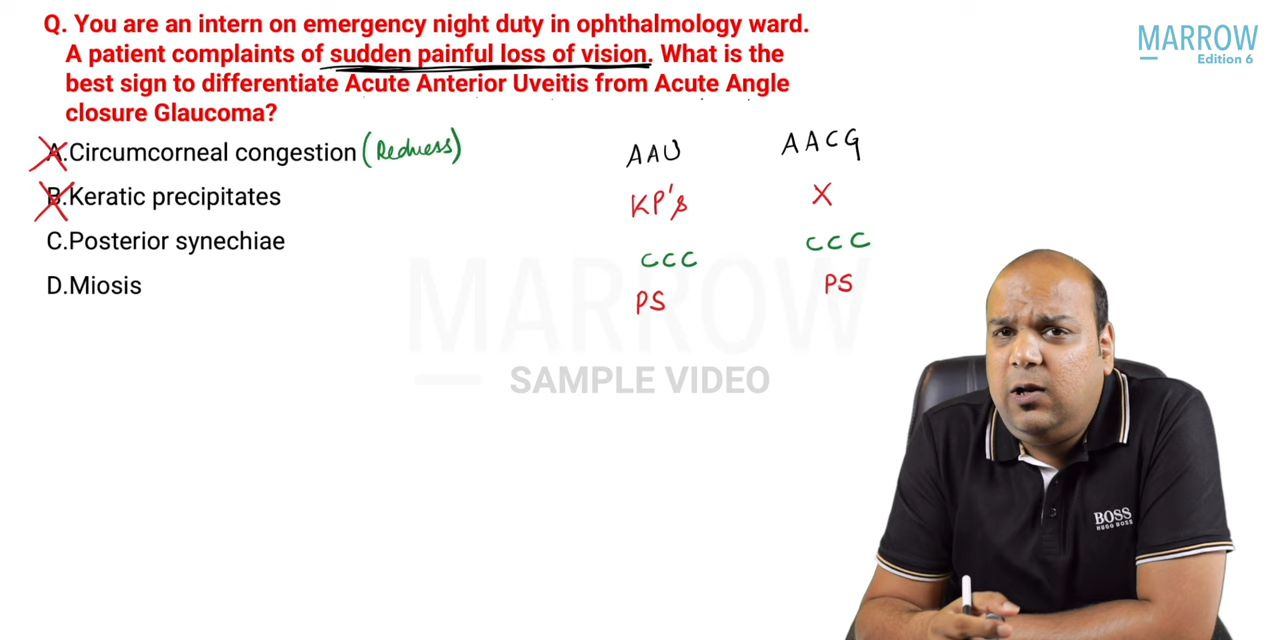 Q. You are an intern on emergency night duty in ophthalmology ward.
A patient complaints of sudden painful loss of vision. What is the
best sign to differentiate Acute Anterior Uveitis from Acute Angle
closure Glaucoma?
MARROW
Edition 6
A.Circumcorneal congestion (Redness)
AAU
AACG
B.Keratic precipitates
KP's
X
C.Posterior synechiae
CCC
CCC
D.Miosis
PS
PS
MARROW
SAMPLE VIDEO
BOSS
HUGO BOSS